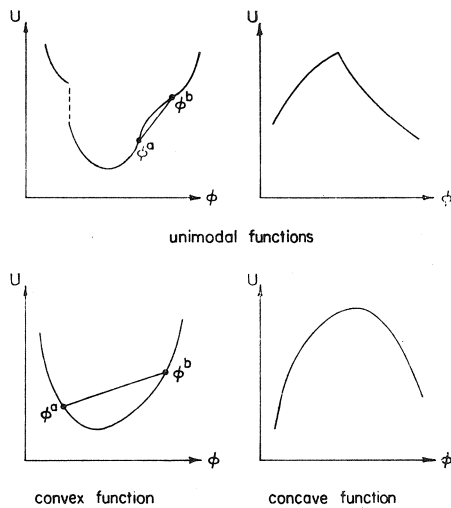 U
U
ϕᵇ
ϕᵃ
ϕ
ϕ
unimodal functions
U
U
ϕᵇ
ϕᵃ
ϕ
ϕ
convex function
concave function